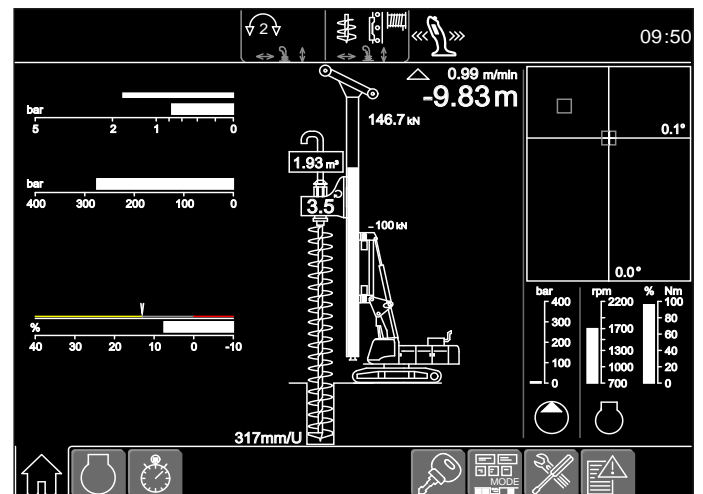 2
09:50
0.99 m/min
-9.83 m
146.7 kN
bar
5 2 1 0
0.1°
1.93 m³
bar
400 300 200 100 0
3.5
100 kN
0.0°
bar rpm % Nm
400 2200 100
300 80
200 1700 60
1300 40
100 1000 20
0 700 0
%
40 30 20 10 0 -10
317mm/U
MODE